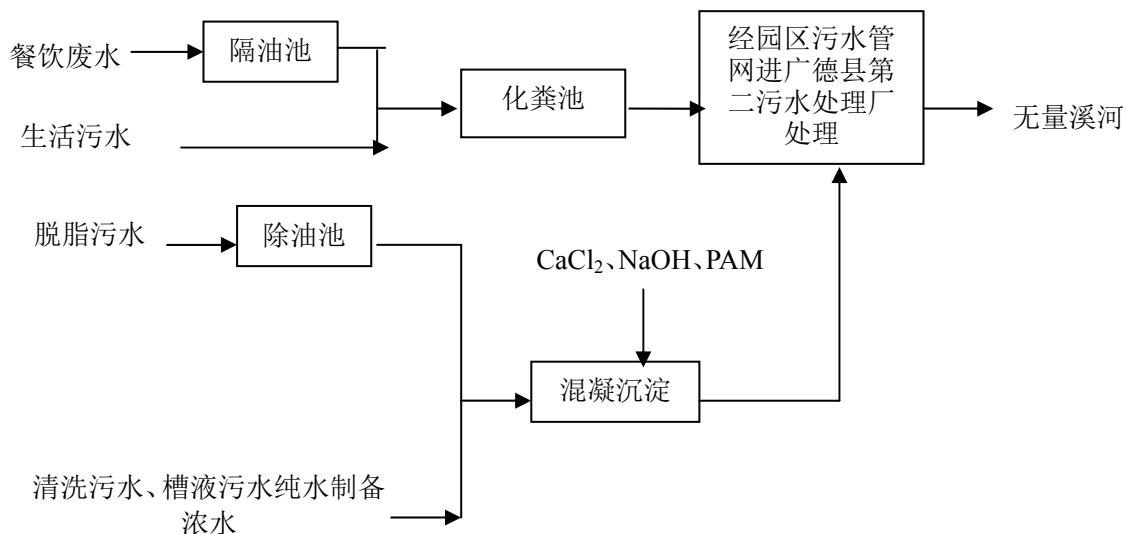 餐饮废水
隔油池
生活污水
化粪池
经园区污水管
网进广德县第
二污水处理厂
处理
无量溪河
脱脂污水
除油池
CaCl₂、NaOH、PAM
混凝沉淀
清洗污水、槽液污水纯水制备
浓水